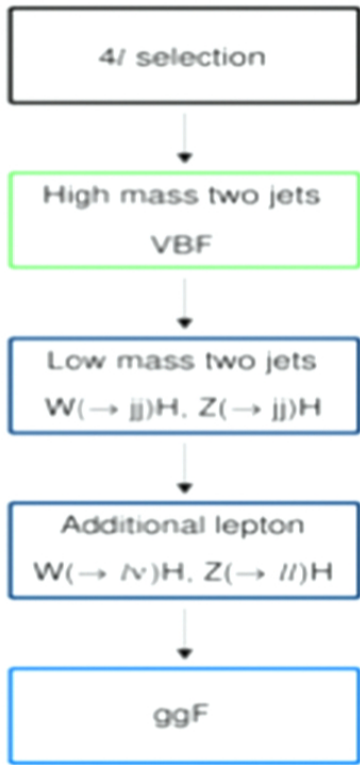 4l selection
High mass two jets
VBF
Low mass two jets
W(→ jj)H, Z(→ jj)H
Additional lepton
W(→ lν)H, Z(→ ll)H
ggF